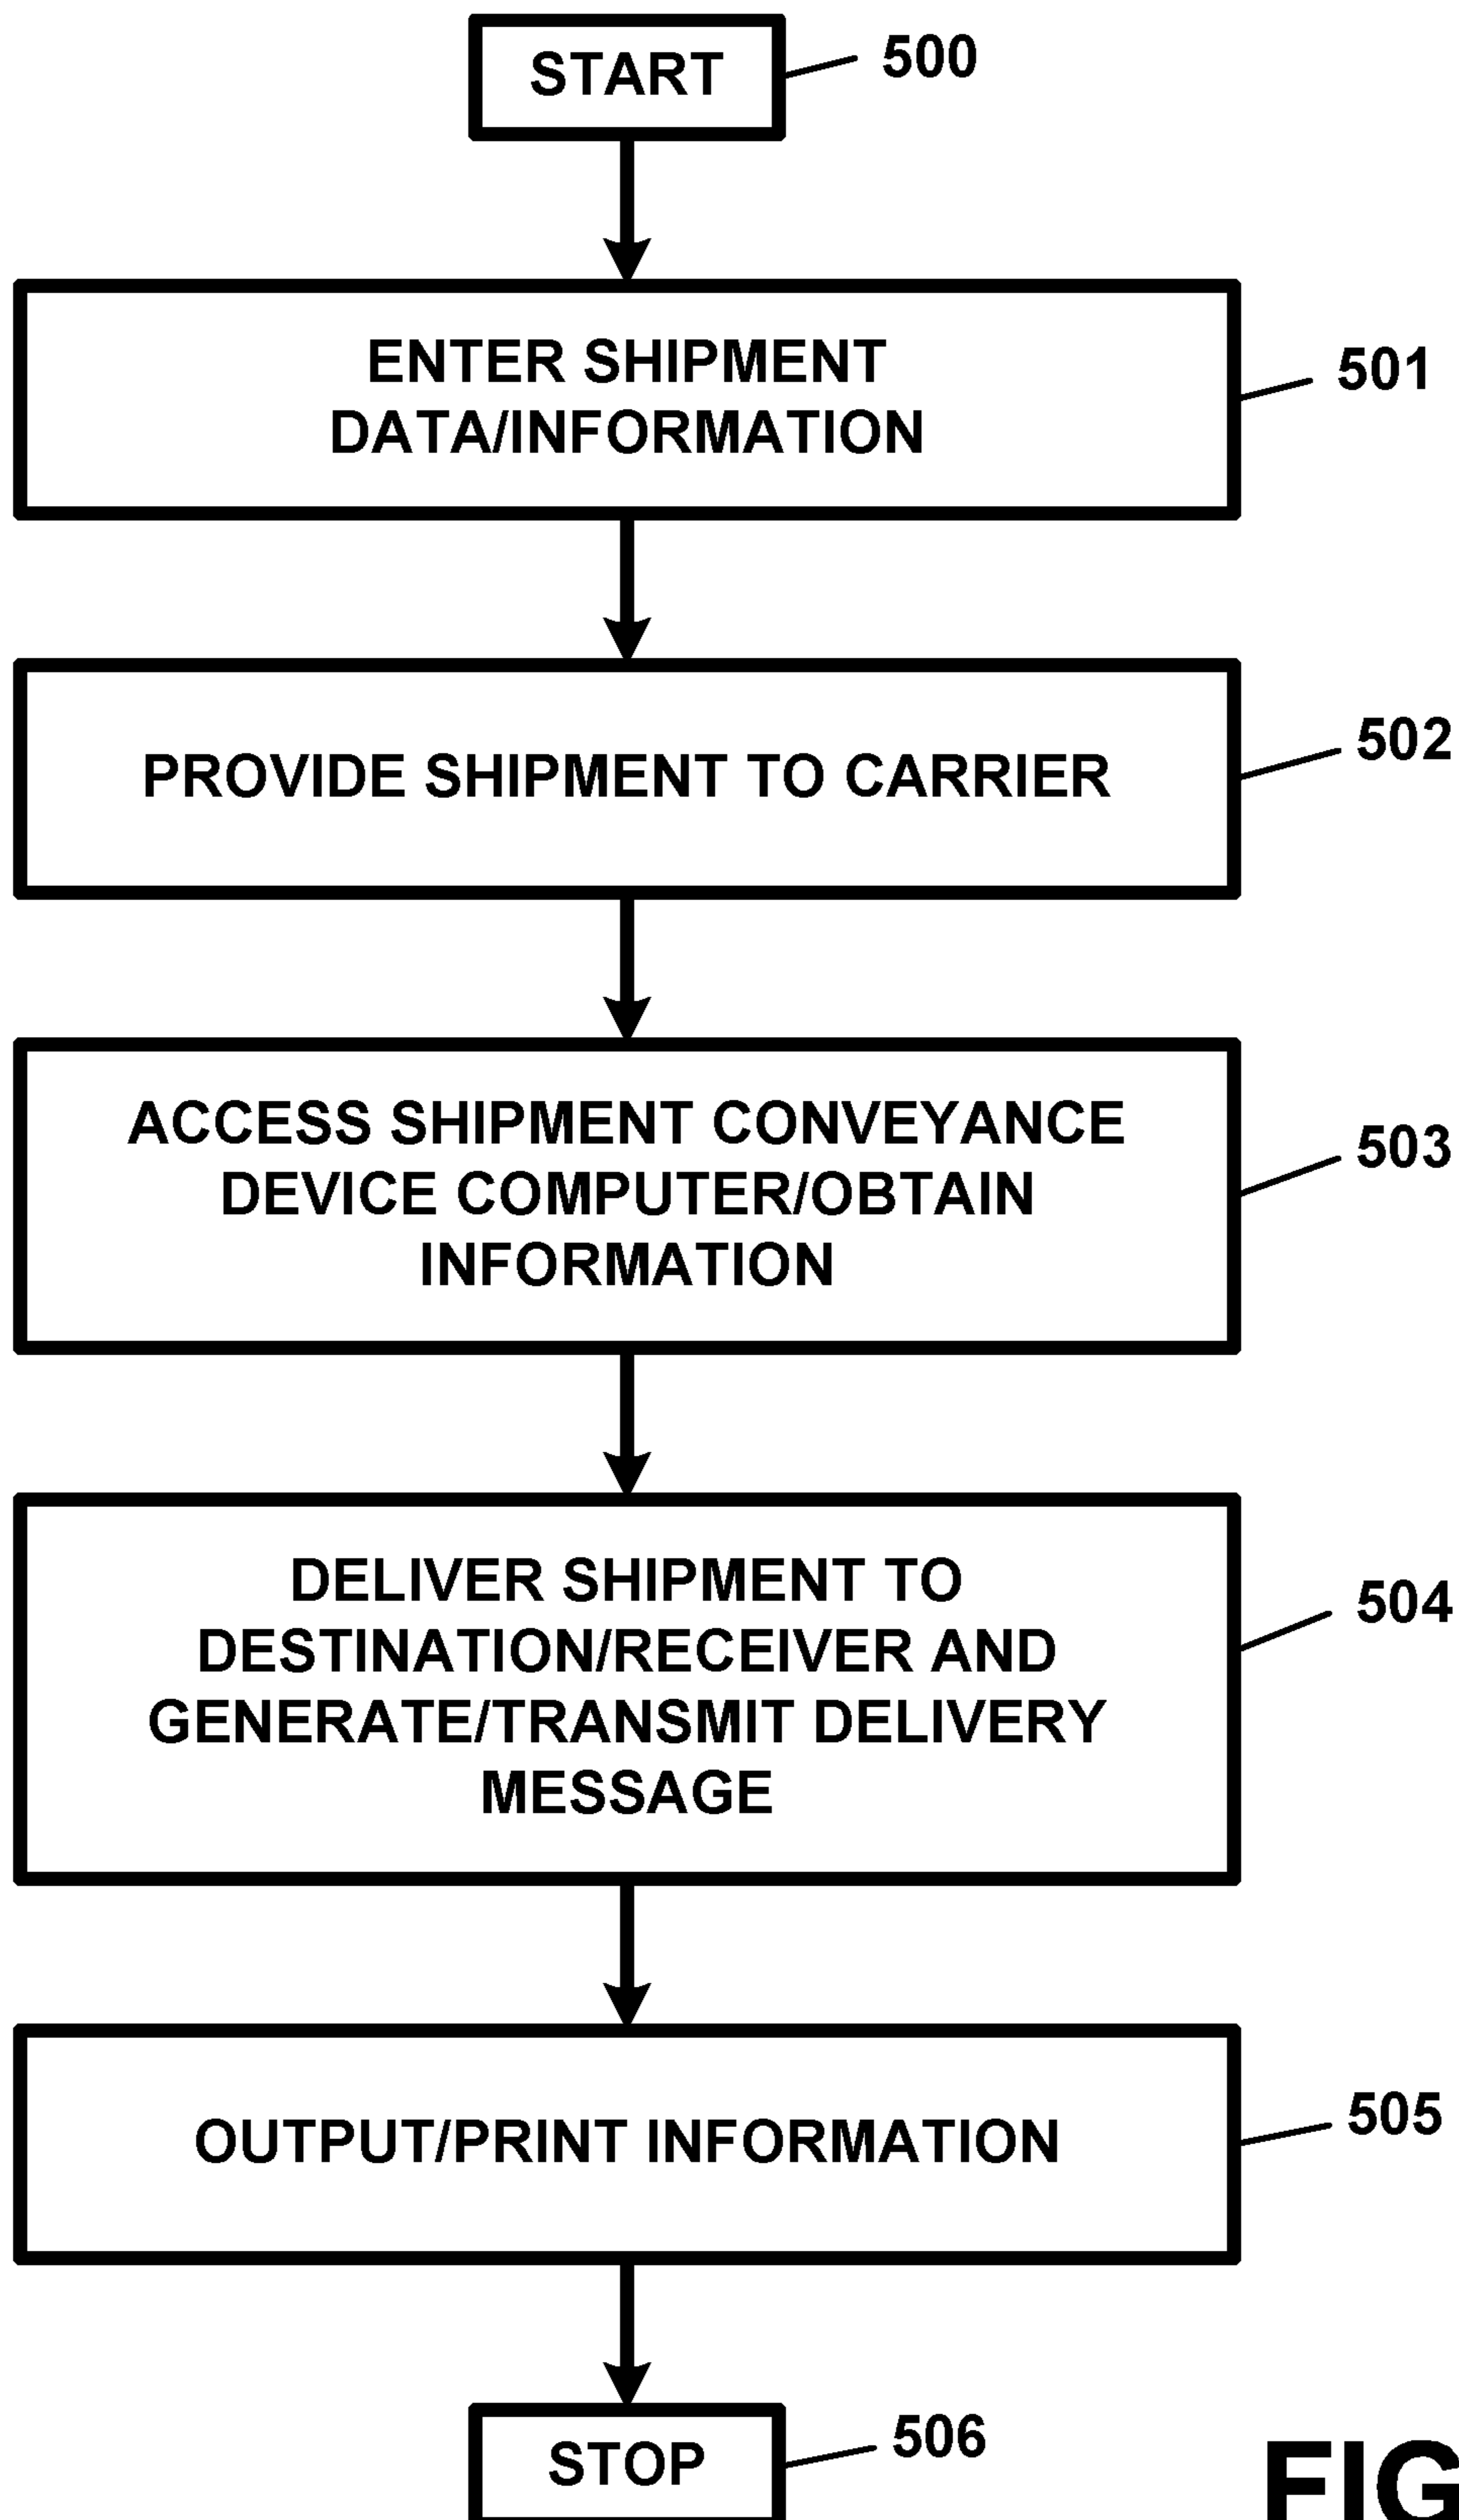 START
500
ENTER SHIPMENT
DATA/INFORMATION
501
PROVIDE SHIPMENT TO CARRIER
502
ACCESS SHIPMENT CONVEYANCE
DEVICE COMPUTER/OBTAIN
INFORMATION
503
DELIVER SHIPMENT TO
DESTINATION/RECEIVER AND
GENERATE/TRANSMIT DELIVERY
MESSAGE
504
OUTPUT/PRINT INFORMATION
505
STOP
506
FIG